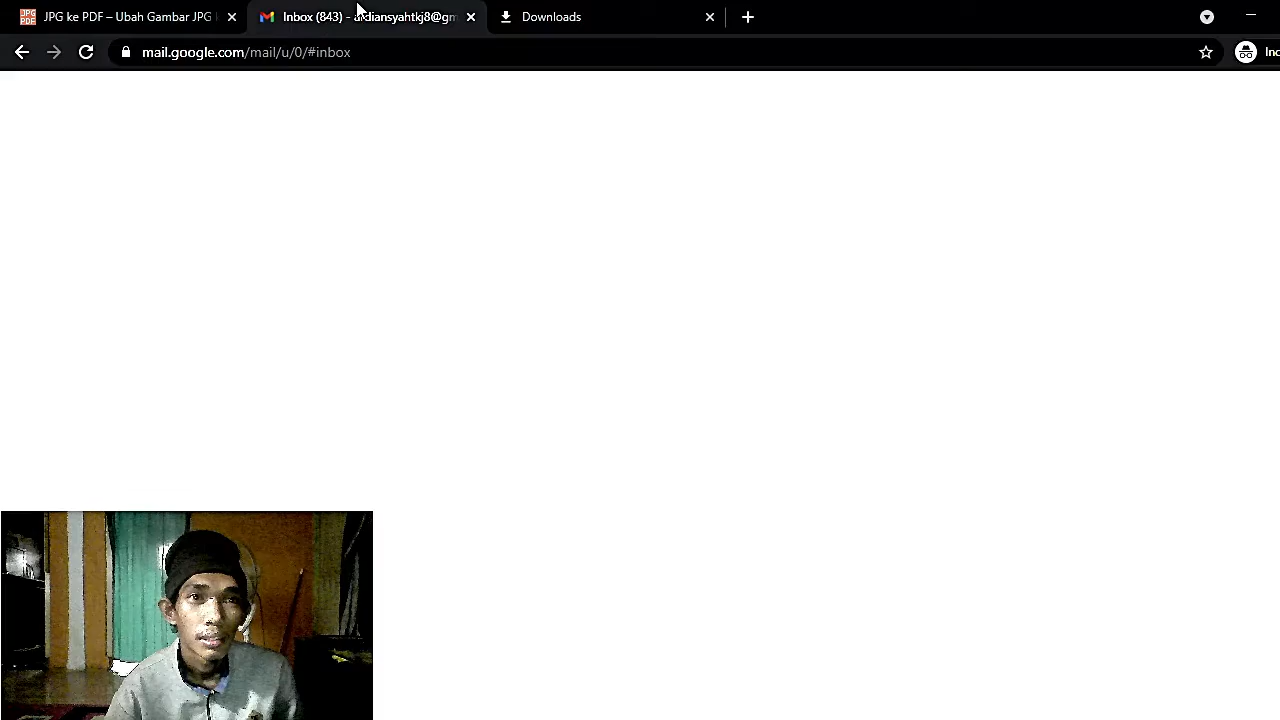 JPG ke PDF – Ubah Gambar JPG
Inbox (843) - ardiansyahtkj8@gm
Downloads
mail.google.com/mail/u/0/#inbox